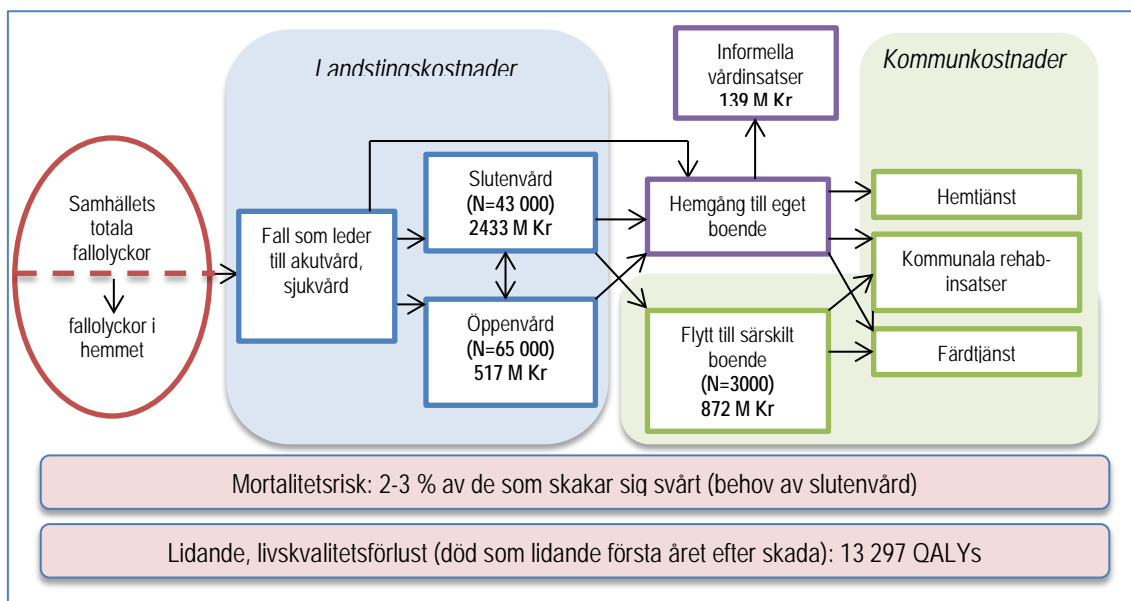 Landstingskostnader
Informella
vårdinsatser
139 M Kr
Kommunkostnader
Samhällets
totala
fallolyckor
fallolyckor i
hemmet
Fall som leder
till akutvård,
sjukvård
Slutenvård
(N=43 000)
2433 M Kr
Öppenvård
(N=65 000)
517 M Kr
Hemgång till eget
boende
Flytt till särskilt
boende
(N=3000)
872 M Kr
Hemtjänst
Kommunala rehab-
insatser
Färdtjänst
Mortalitetsrisk: 2-3 % av de som skakar sig svårt (behov av slutenvård)
Lidande, livskvalitetsförlust (död som lidande första året efter skada): 13 297 QALYs